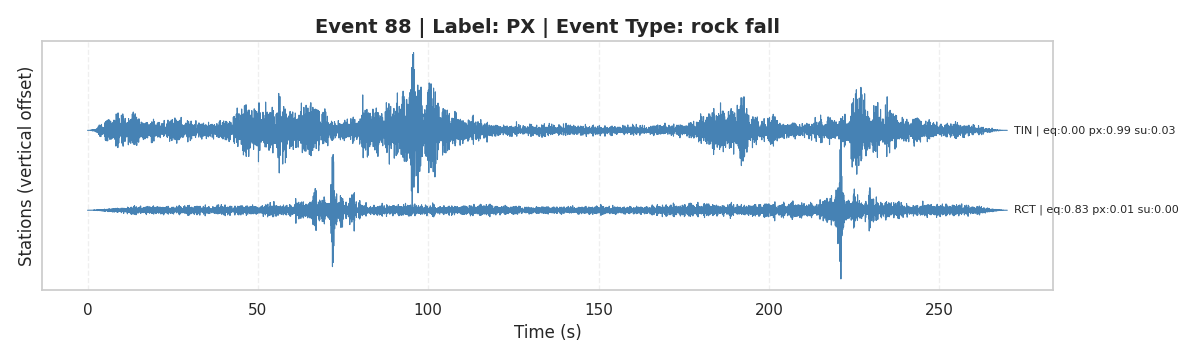 Event 88 | Label: PX | Event Type: rock fall
Stations (vertical offset)
TIN | eq:0.00 px:0.99 su:0.03
RCT | eq:0.83 px:0.01 su:0.00
0 50 100 150 200 250
Time (s)